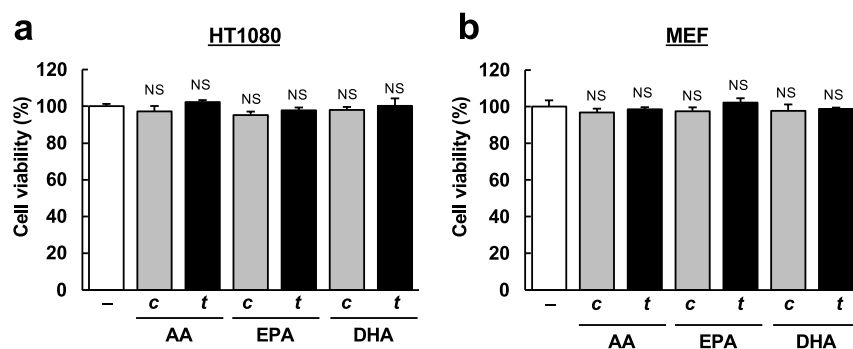 a
HT1080
Cell viability (%)
120
100
80
60
40
20
0
NS NS NS NS NS NS
– c t c t c t
AA EPA DHA
b
MEF
Cell viability (%)
120
100
80
60
40
20
0
NS NS NS NS NS NS
– c t c t c t
AA EPA DHA